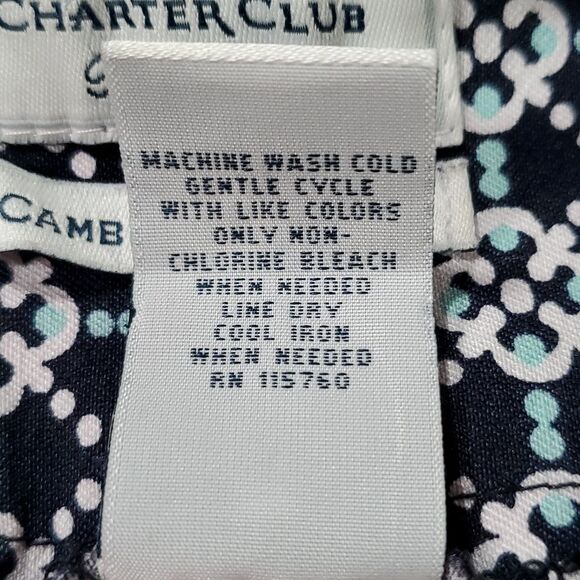 CHARTER CLUB
CAMB
MACHINE WASH COLD
GENTLE CYCLE
WITH LIKE COLORS
ONLY NON-
CHLORINE BLEACH
WHEN NEEDED
LINE DRY
COOL IRON
WHEN NEEDED
RN 115760